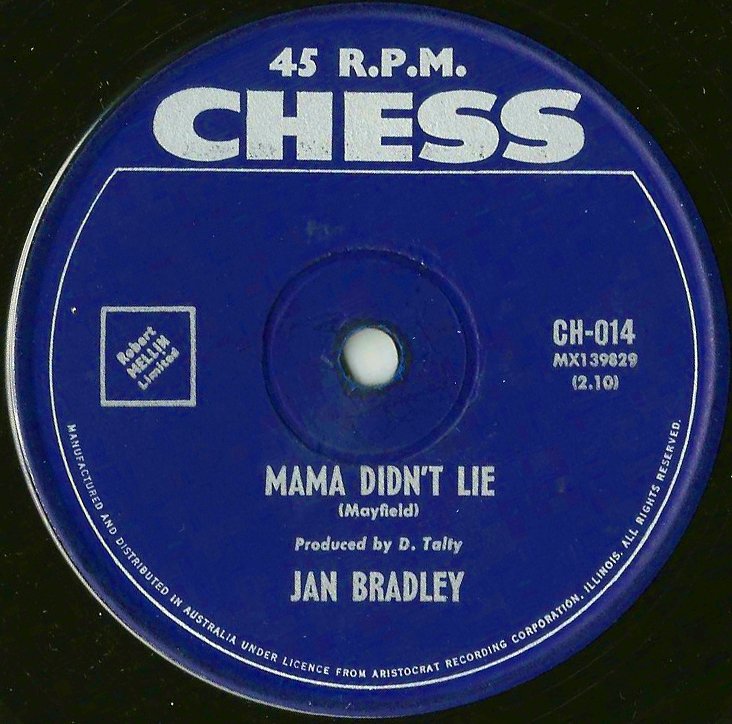 45 R.P.M.
CHESS
Robert
MELLIN
Limited
CH-014
MX139829
(2.10)
MAMA DIDN'T LIE
(Mayfield)
Produced by D. Talty
JAN BRADLEY
MANUFACTURED AND DISTRIBUTED IN AUSTRALIA UNDER LICENCE FROM ARISTOCRAT RECORDING CORPORATION, ILLINOIS. ALL RIGHTS RESERVED.